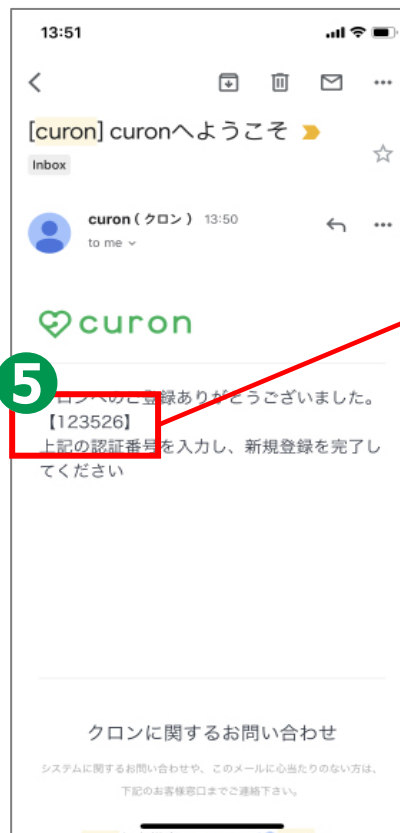 13:51
[curon] curonへようこそ
Inbox
curon ( クロン ) 13:50
to me
curon
5
ロンへのご登録ありがとうございました。
【123526】
上記の認証番号を入力し、新規登録を完了し
てください
クロンに関するお問い合わせ
システムに関するお問い合わせや、このメールに心当たりのない方は、
下記のお客様窓口までご連絡下さい。